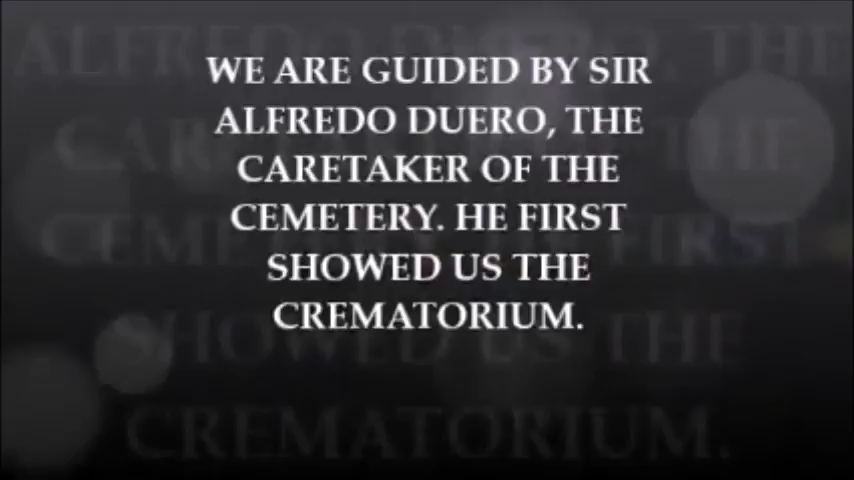 WE ARE GUIDED BY SIR
ALFREDO DUERO, THE
CARETAKER OF THE
CEMETERY. HE FIRST
SHOWED US THE
CREMATORIUM.